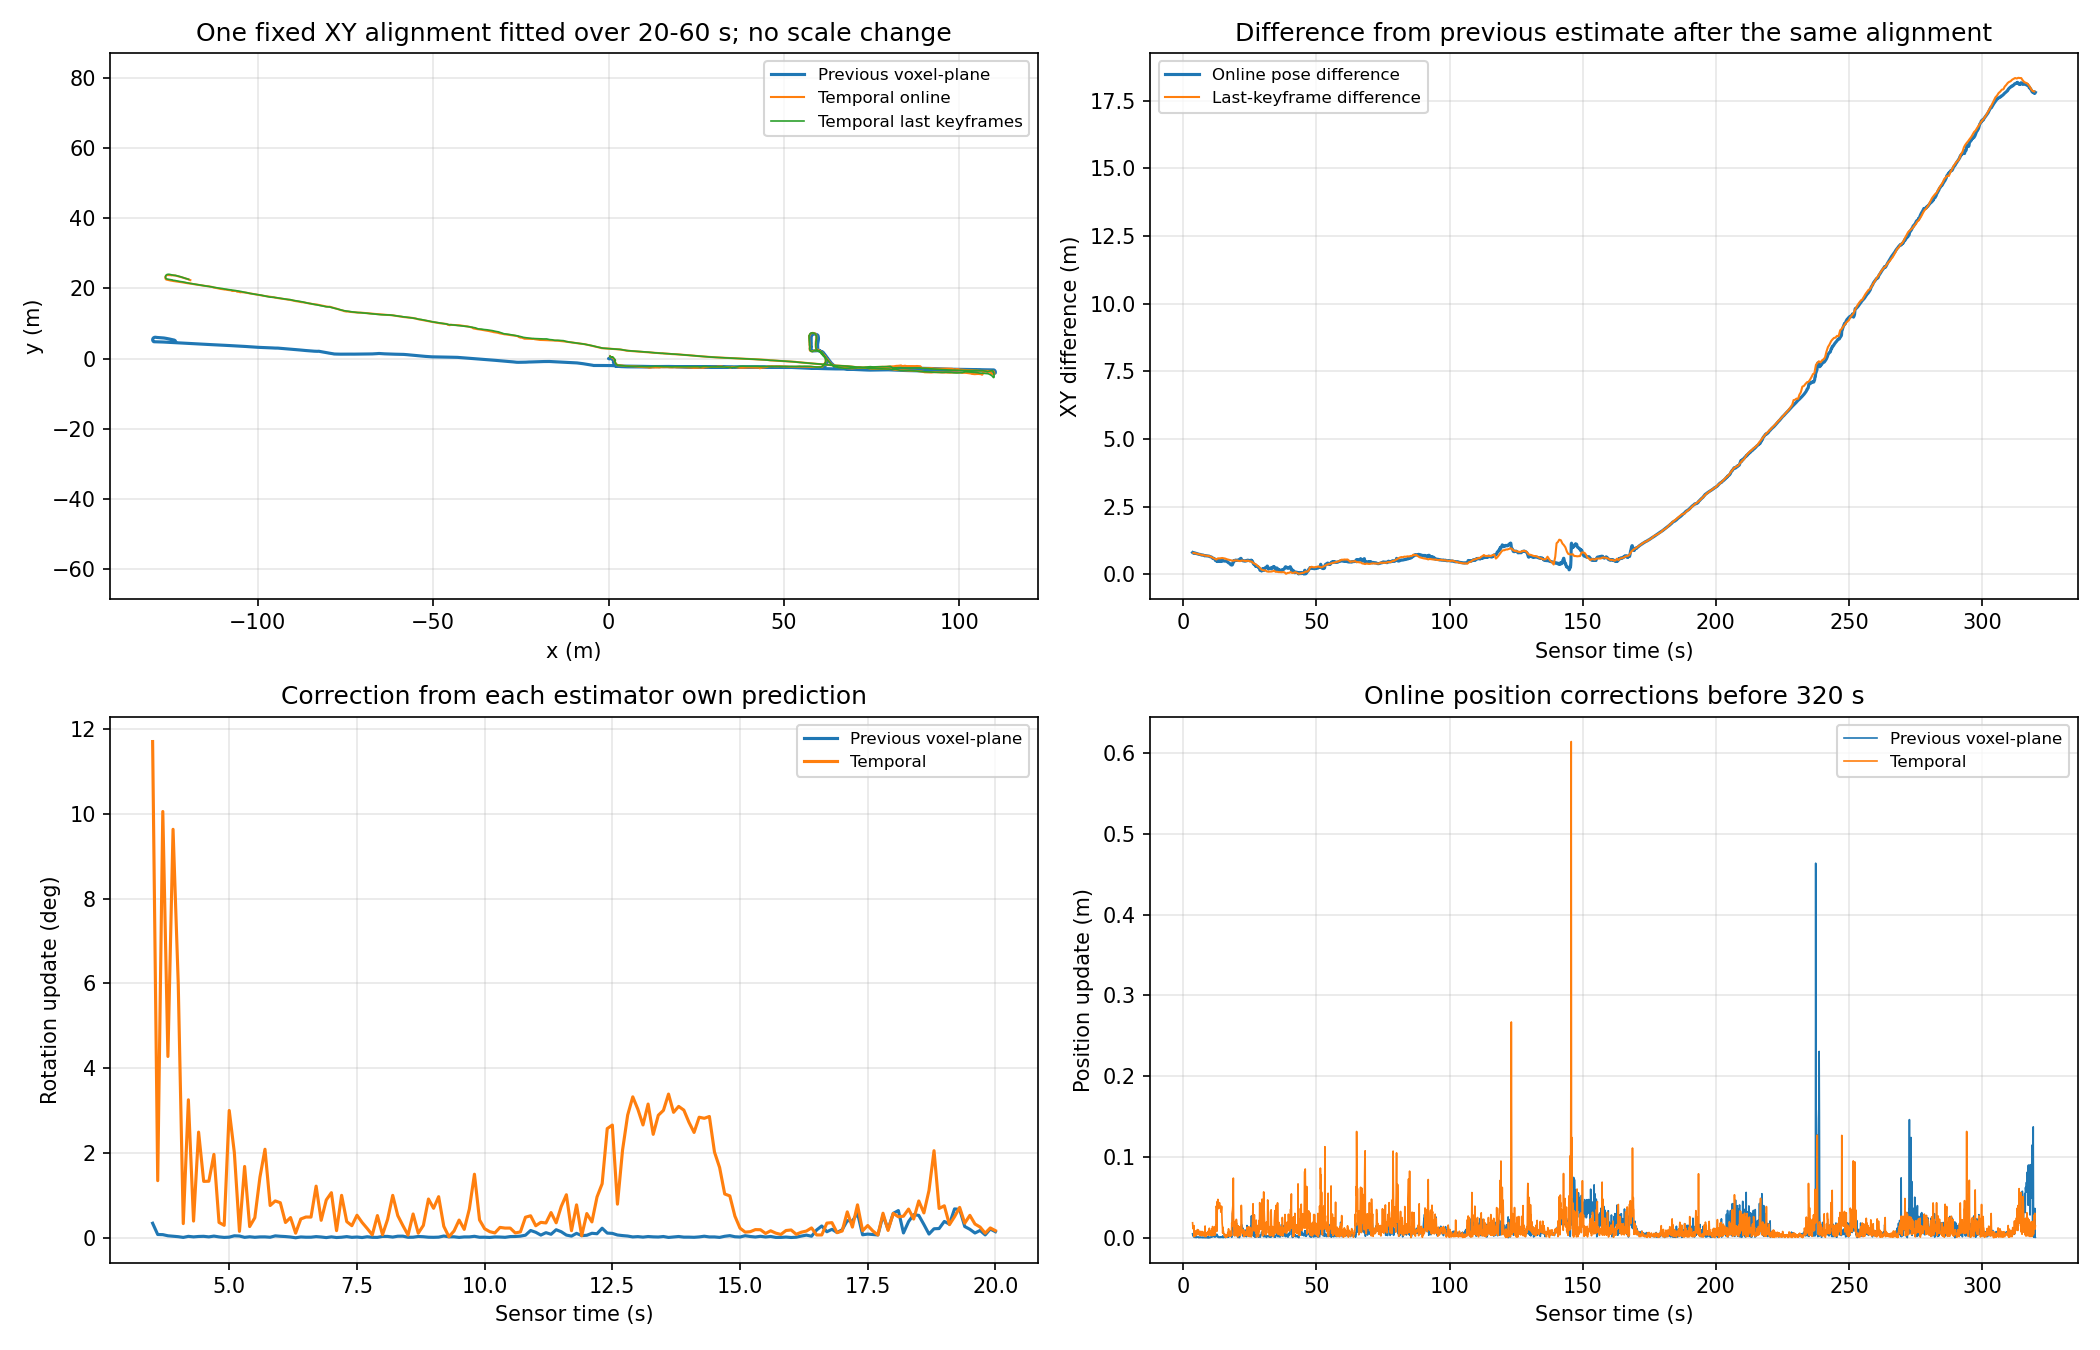 One fixed XY alignment fitted over 20-60 s; no scale change
Previous voxel-plane
Temporal online
Temporal last keyframes
80
60
40
20
0
−20
−40
−60
y (m)
−100
−50
0
50
100
x (m)
Difference from previous estimate after the same alignment
Online pose difference
Last-keyframe difference
17.5
15.0
12.5
10.0
7.5
5.0
2.5
0.0
XY difference (m)
0
50
100
150
200
250
300
Sensor time (s)
Correction from each estimator own prediction
Previous voxel-plane
Temporal
12
10
8
6
4
2
0
Rotation update (deg)
5.0
7.5
10.0
12.5
15.0
17.5
20.0
Sensor time (s)
Online position corrections before 320 s
Previous voxel-plane
Temporal
0.6
0.5
0.4
0.3
0.2
0.1
0.0
Position update (m)
0
50
100
150
200
250
300
Sensor time (s)